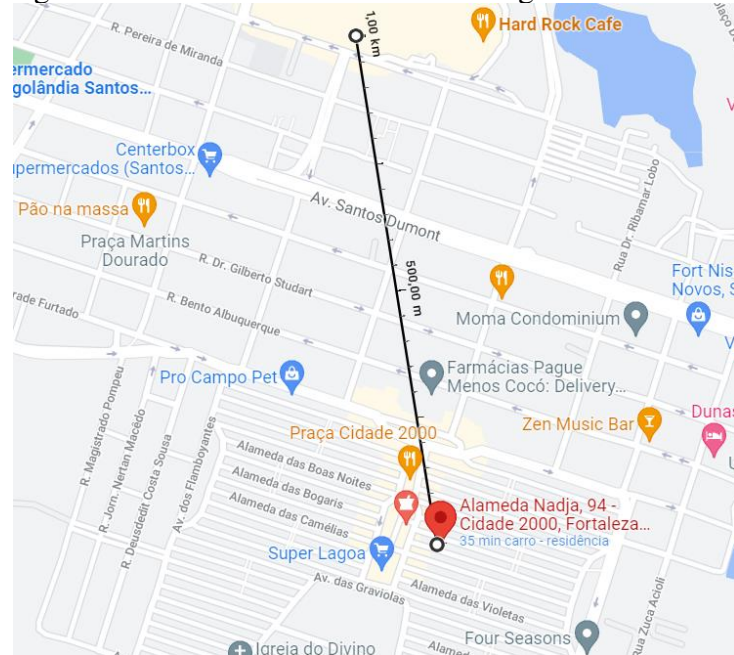 1,00 km
Hard Rock Cafe
R. Pereira de Miran
ermercado
golândia Santos...
Centerbox
upermercados (Santos...
Av. Santos Dumont
Rua Dr. Ribamar Lobo
Pão na massa
Praça Martins
Dourado
R. Dr. Gilberto Studart
500,00 m
Fort Nis
Novos, S
R. Bento Albuquerque
rade Furtado
Moma Condominium
Pro Campo Pet
Farmácias Pague
Menos Cocó: Delivery...
R. Magistrado Pompeu
R. Jorn. Nertan Macêdo
R. Deusdedit Costa Sousa
Av. dos Flamboyantes
Praça Cidade 2000
Zen Music Bar
Dunas
Alameda das Boas Noites
Alameda das Bogaris
Alameda das Camélias
Alameda Nadja, 94 -
Cidade 2000, Fortaleza...
35 min carro - residência
Super Lagoa
Av. das Graviolas
Alameda das Violetas
Rua Zuca Acioli
Four Seasons
Igreja do Divino
Alame